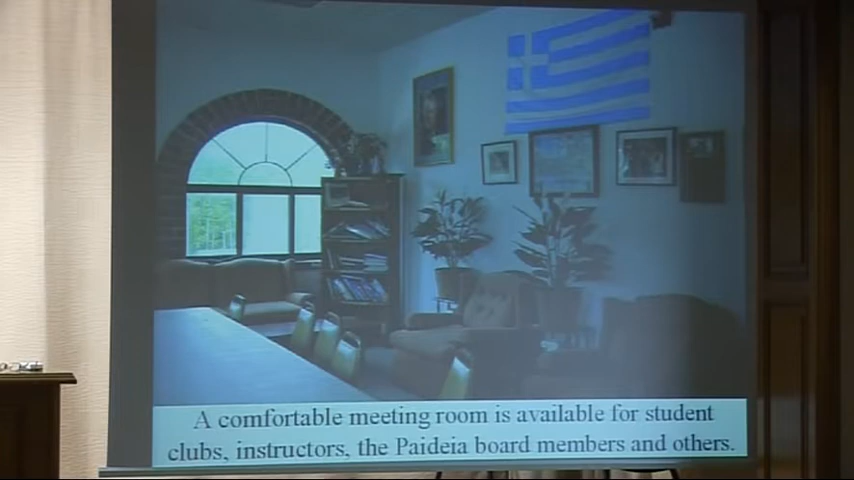 A comfortable meeting room is available for student
clubs, instructors, the Paideia board members and others.